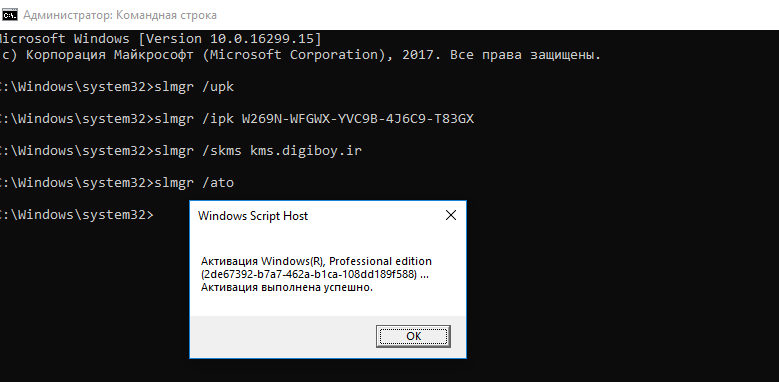 Администратор: Командная строка
Microsoft Windows [Version 10.0.16299.15]
c) Корпорация Майкрософт (Microsoft Corporation), 2017. Все права защищены.
C:\Windows\system32>slmgr /upk
C:\Windows\system32>slmgr /ipk W269N-WFGWX-YVC9B-4J6C9-T83GX
C:\Windows\system32>slmgr /skms kms.digiboy.ir
C:\Windows\system32>slmgr /ato
C:\Windows\system32>
Windows Script Host
Активация Windows(R), Professional edition
(2de67392-b7a7-462a-b1ca-108dd189f588) ...
Активация выполнена успешно.
OK